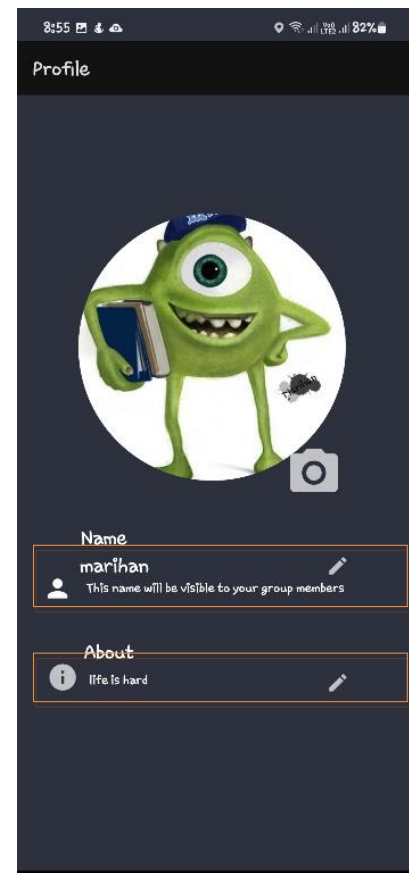 8:55
82%
Profile
Name
marihan
This name will be visible to your group members
About
life is hard